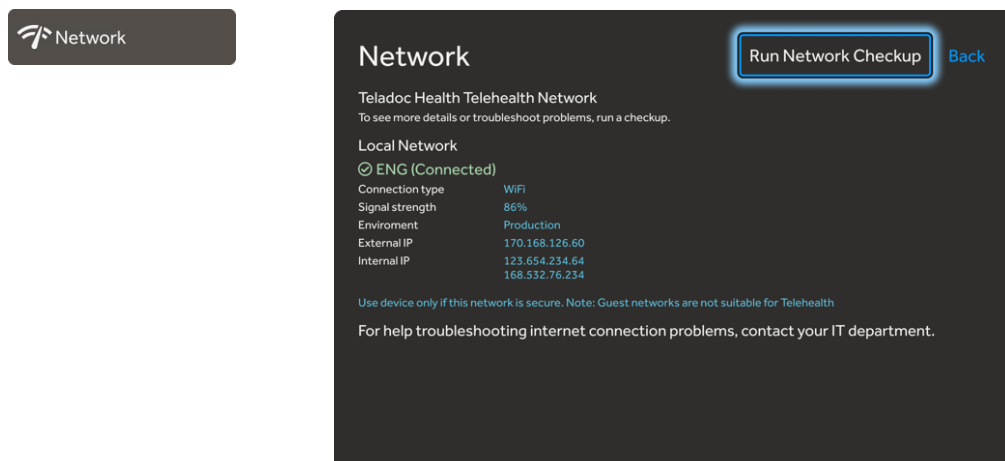 Network
Network
Run Network Checkup
Back
Teladoc Health Telehealth Network
To see more details or troubleshoot problems, run a checkup.
Local Network
ENG (Connected)
Connection type WiFi
Signal strength 86%
Enviroment Production
External IP 170.168.126.60
Internal IP 123.654.234.64
168.532.76.234
Use device only if this network is secure. Note: Guest networks are not suitable for Telehealth
For help troubleshooting internet connection problems, contact your IT department.